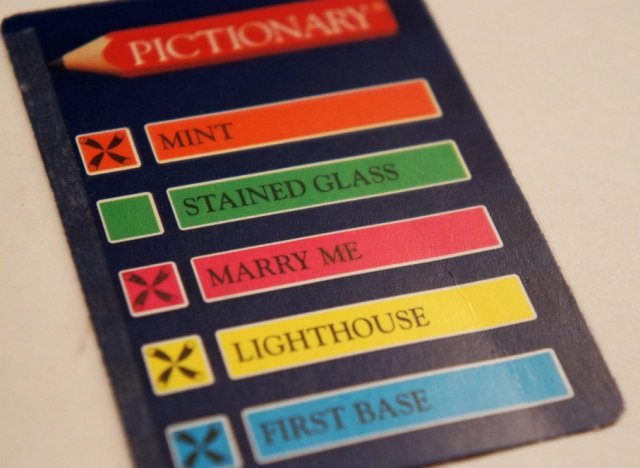 PICTIONARY®
MINT
STAINED GLASS
MARRY ME
LIGHTHOUSE
FIRST BASE